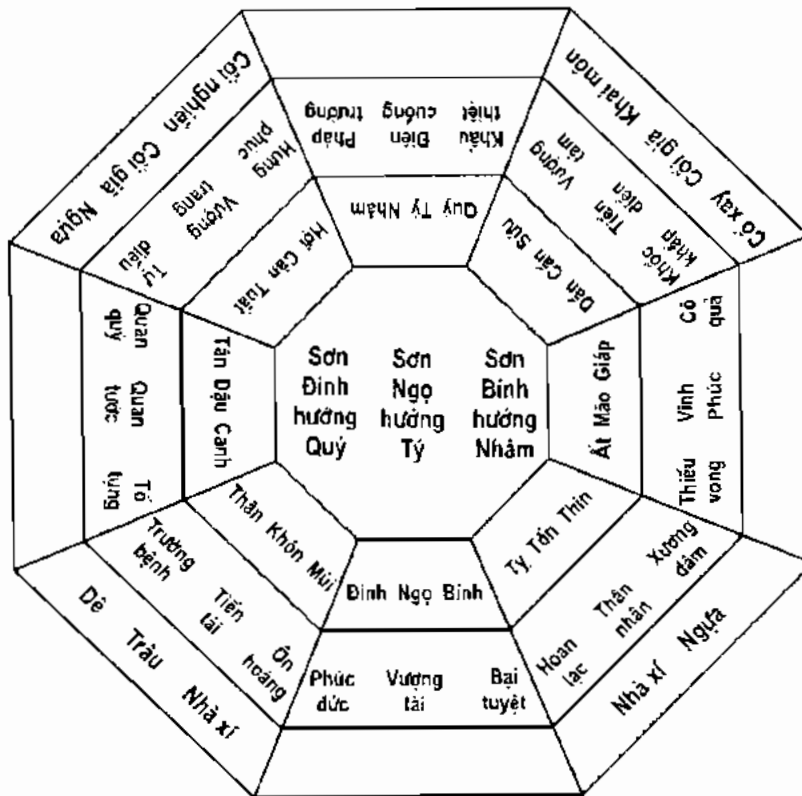 Sơn Đinh hướng Quý
Sơn Ngọ hướng Tý
Sơn Bính hướng Nhâm
Quý Tý Nhâm
Khẩu thiệt
Điên cuồng
Pháp trường
Dần Cấn Sửu
Vượng tàm
Tiến điền
Khốc khấp
Cổ xay Cối giã Khai môn
Ất Mão Giáp
Cô quả
Vinh Phúc
Thiếu vong
Tỵ Tốn Thìn
Xương dâm
Thân nhân
Hoan lạc
Nhà xí Ngựa
Đinh Ngọ Bính
Phúc đức
Vượng tài
Bại tuyệt
Thân Khôn Mùi
Trường bệnh
Tiến tài
Ôn hoàng
Dê Trâu Nhà xí
Tân Dậu Canh
Quan quý
Quan tước
Tố tụng
Hợi Càn Tuất
Hưng phúc
Vượng trang
Tự điếu
Cối nghiền Cối giã Ngựa